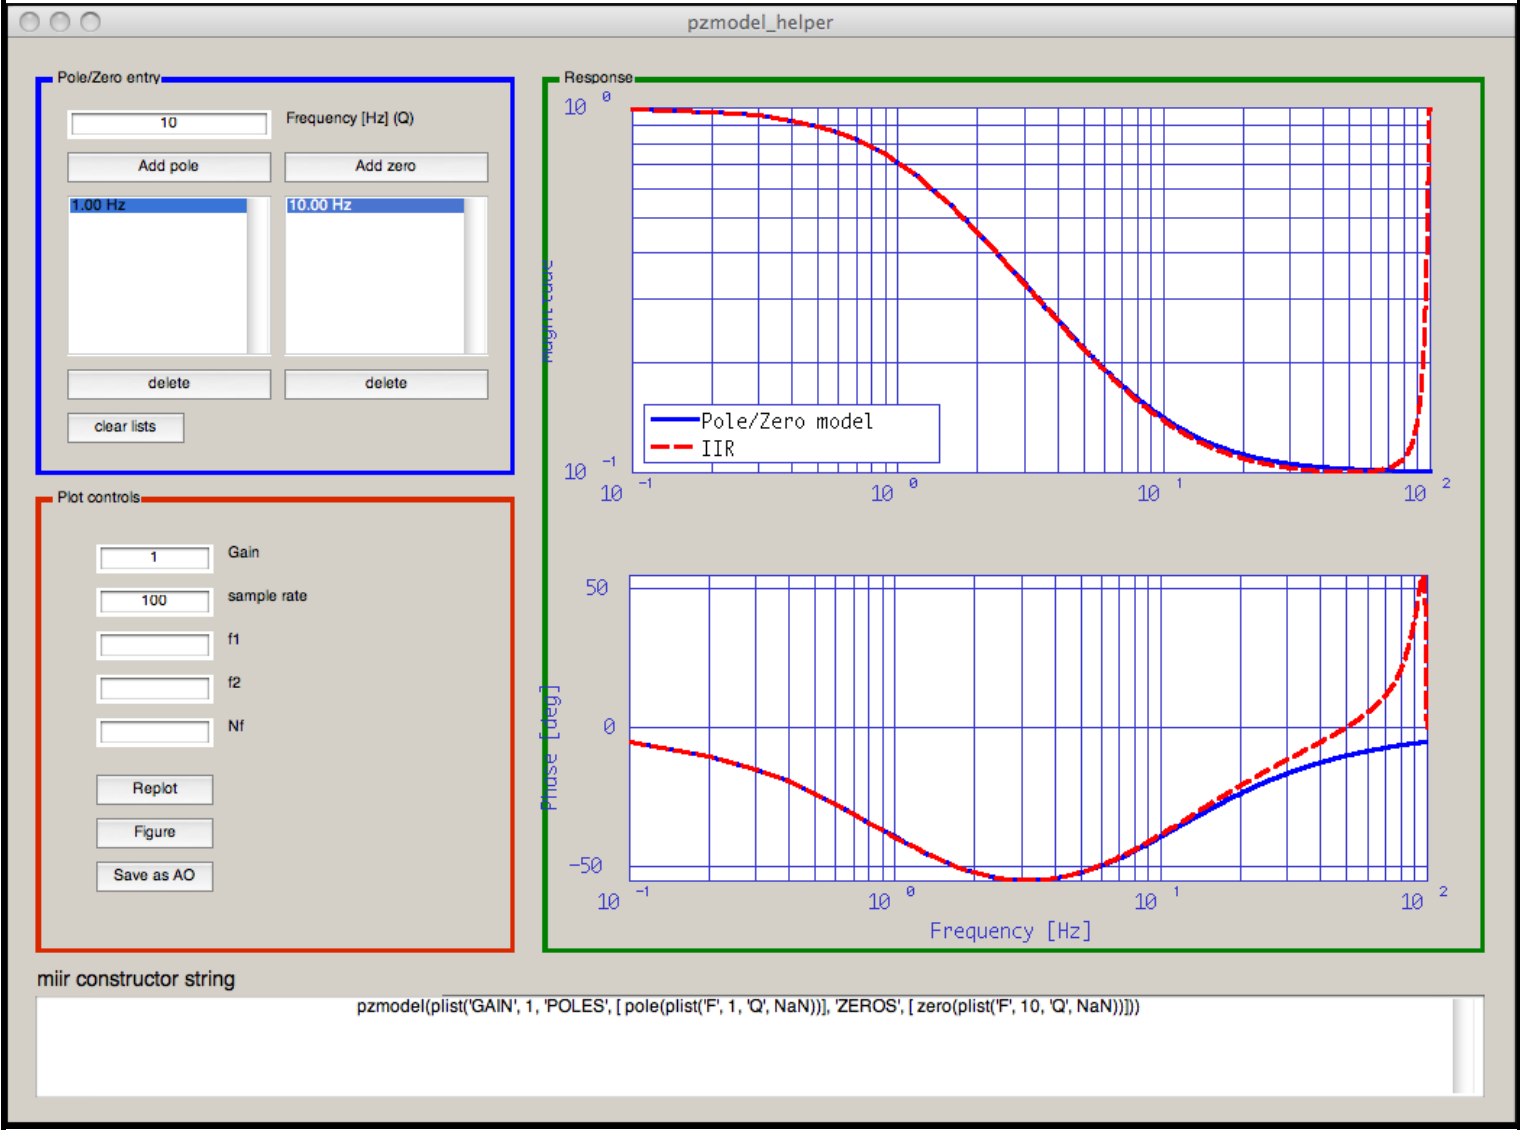 pzmodel_helper
Pole/Zero entry
10
Frequency [Hz] (Q)
Add pole
Add zero
1.00 Hz
10.00 Hz
delete
delete
clear lists
Plot controls
1
Gain
100
sample rate
f1
f2
Nf
Replot
Figure
Save as AO
Response
10 0
Magnitude
Pole/Zero model
IIR
10 -1
10 -1
10 0
10 1
10 2
50
0
Phase [deg]
-50
10 -1
10 0
10 1
10 2
Frequency [Hz]
miir constructor string
pzmodel(plist('GAIN', 1, 'POLES', [ pole(plist('F', 1, 'Q', NaN))], 'ZEROS', [ zero(plist('F', 10, 'Q', NaN))]))